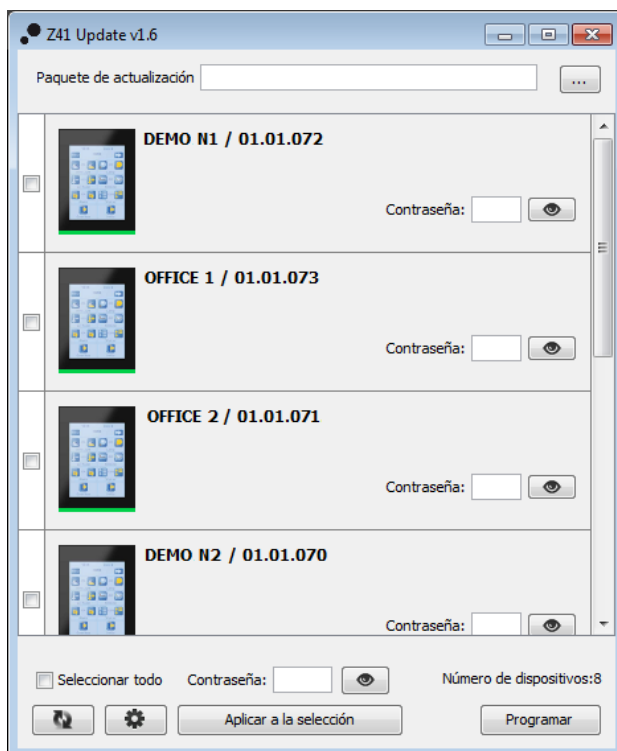 Z41 Update v1.6
Paquete de actualización
...
DEMO N1 / 01.01.072
Contraseña:
OFFICE 1 / 01.01.073
Contraseña:
OFFICE 2 / 01.01.071
Contraseña:
DEMO N2 / 01.01.070
Contraseña:
Seleccionar todo Contraseña: Número de dispositivos:8
Aplicar a la selección Programar